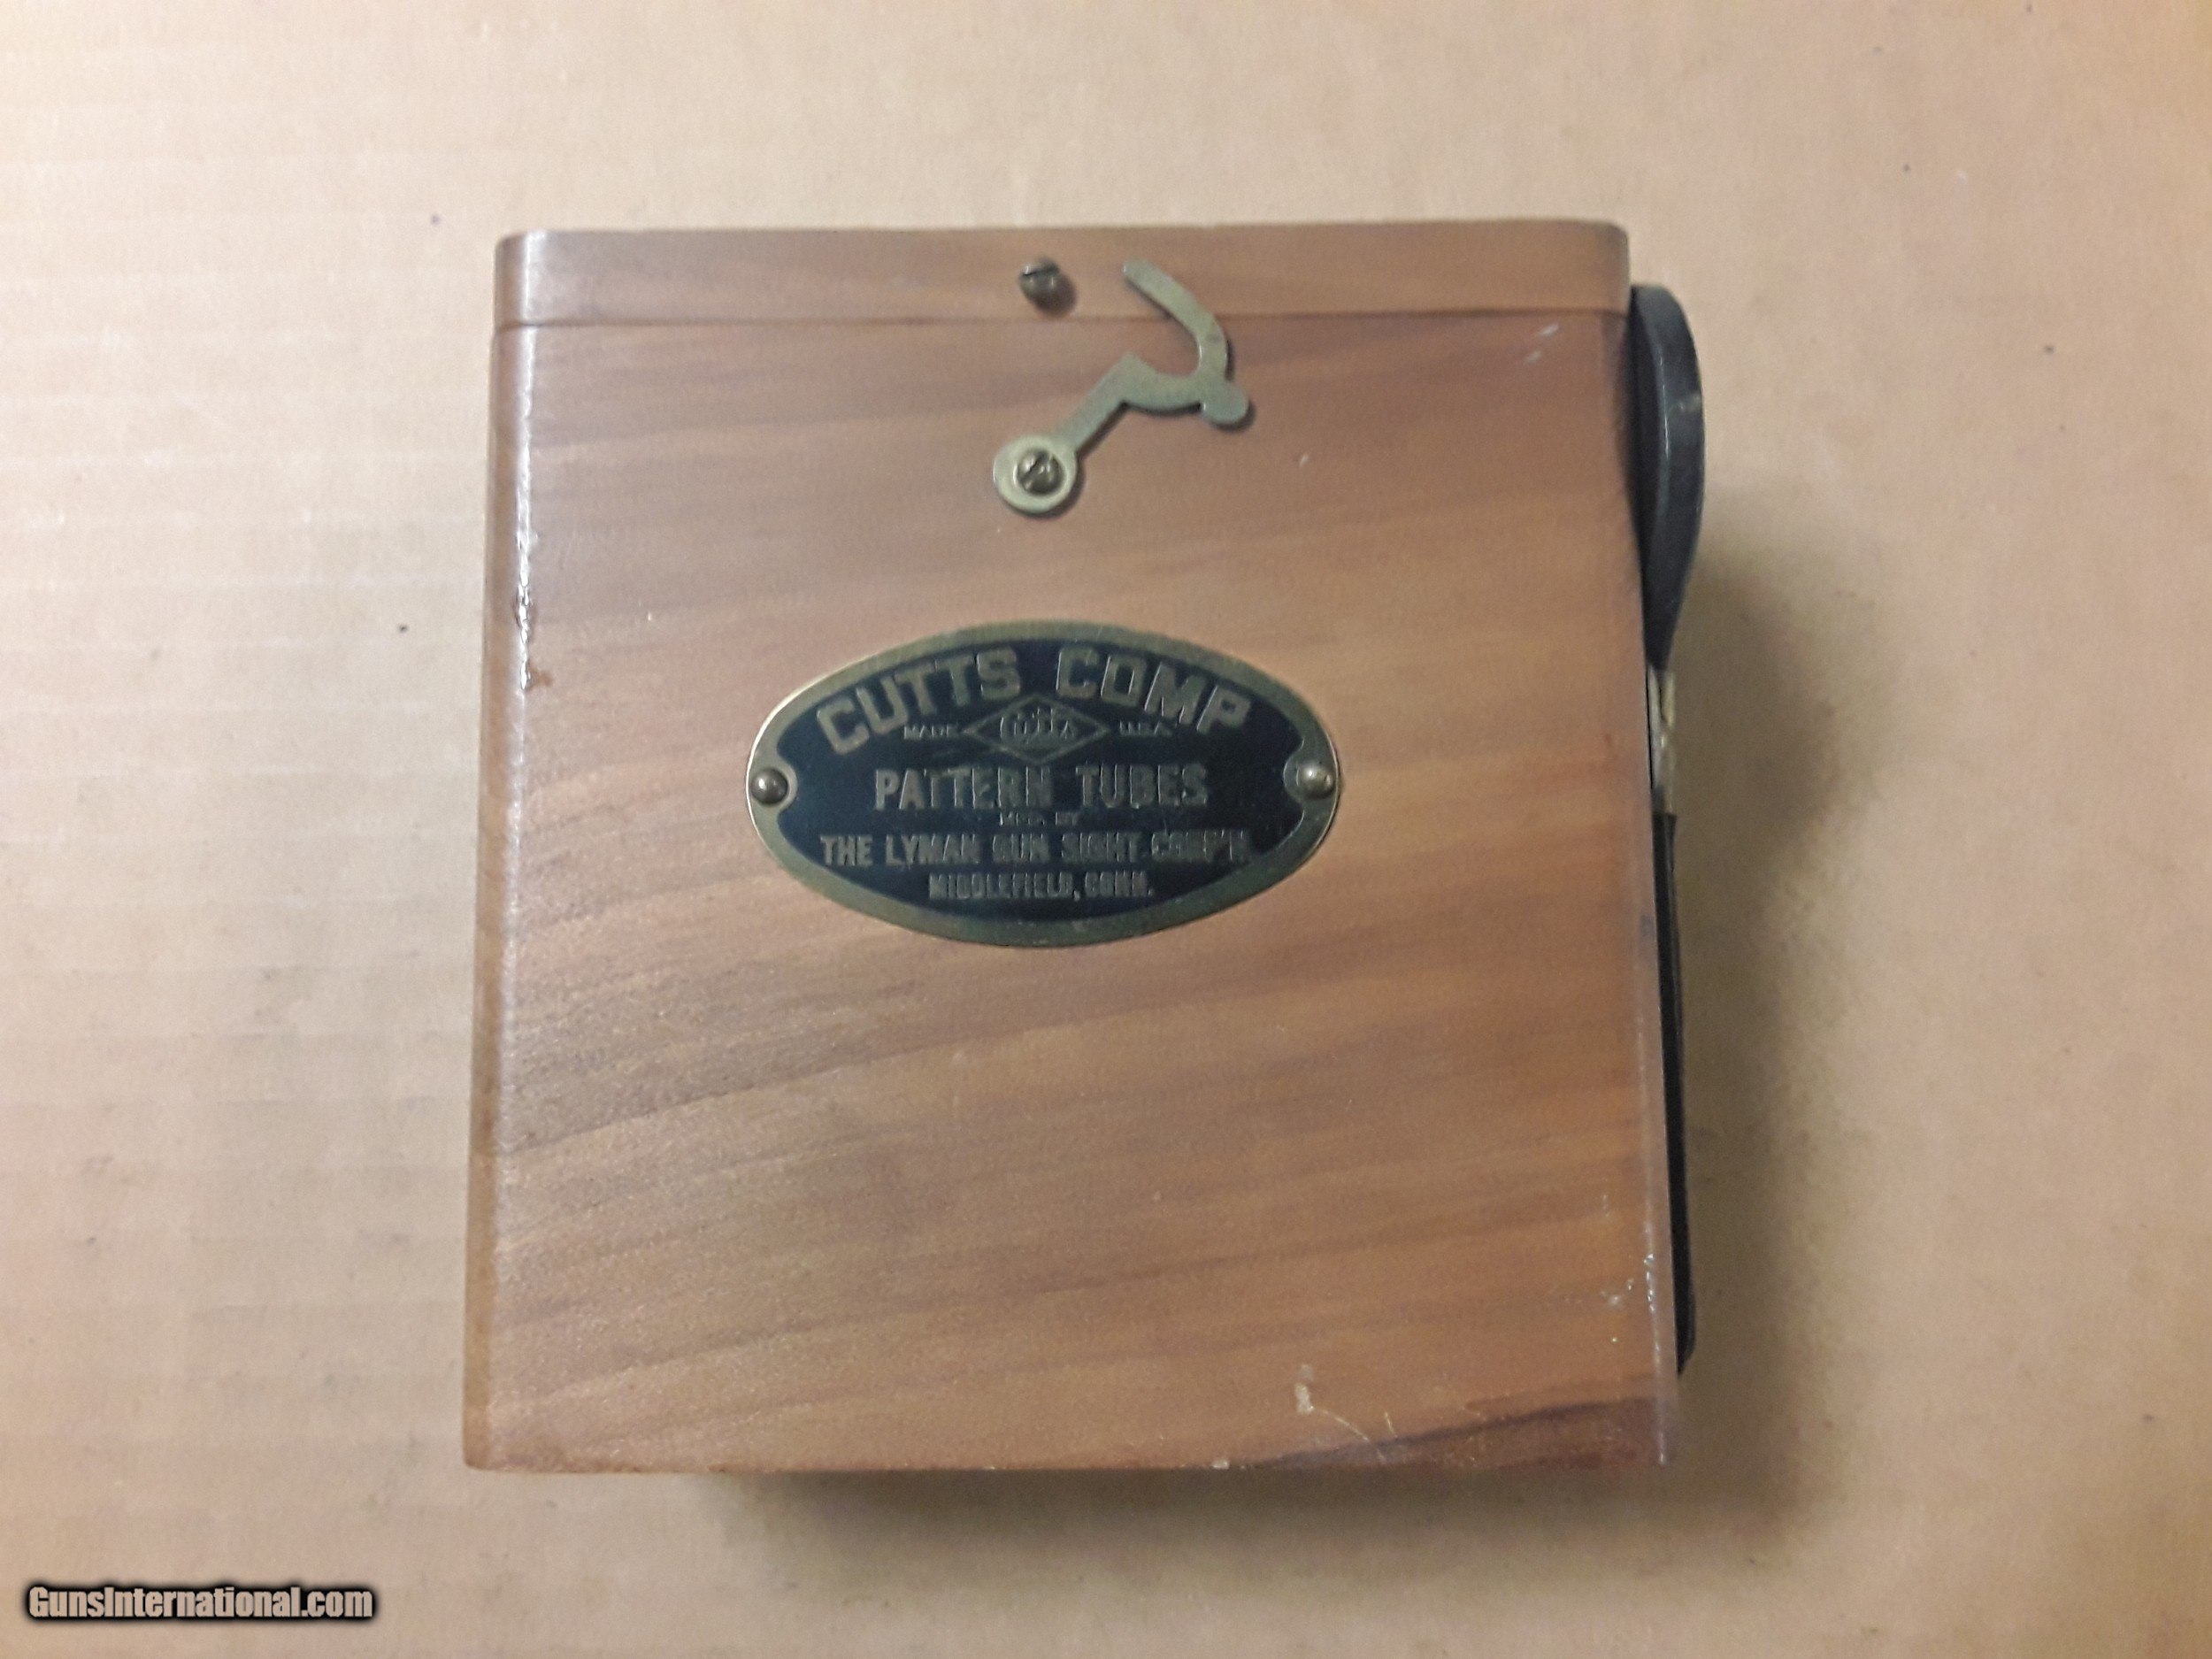 CUTTS COMP
MADE U.S.A.
PATTERN TUBES
MFD. BY
THE LYMAN GUN SIGHT CORP'N.
MIDDLEFIELD, CONN.
GunsInternational.com